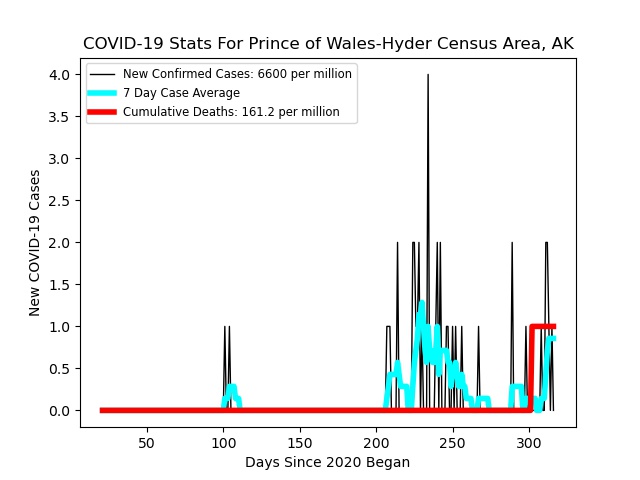 COVID-19 Stats For Prince of Wales-Hyder Census Area, AK
New Confirmed Cases: 6600 per million
7 Day Case Average
Cumulative Deaths: 161.2 per million
New COVID-19 Cases
4.0
3.5
3.0
2.5
2.0
1.5
1.0
0.5
0.0
50 100 150 200 250 300
Days Since 2020 Began